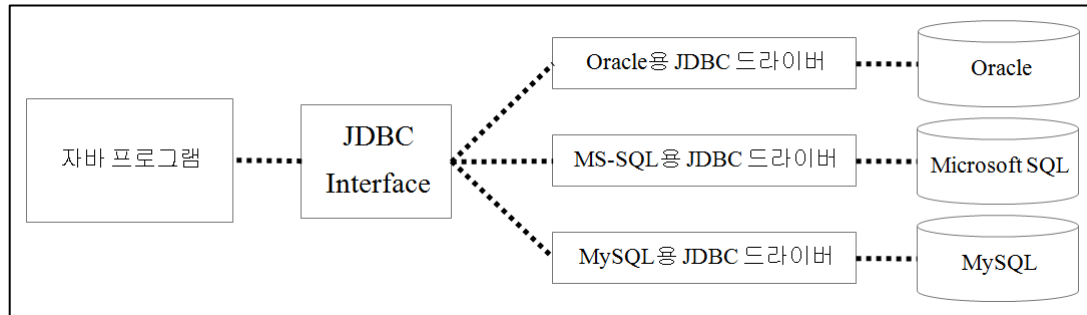 자바 프로그램
JDBC
Interface
Oracle용 JDBC 드라이버
Oracle
MS-SQL용 JDBC 드라이버
Microsoft SQL
MySQL용 JDBC 드라이버
MySQL